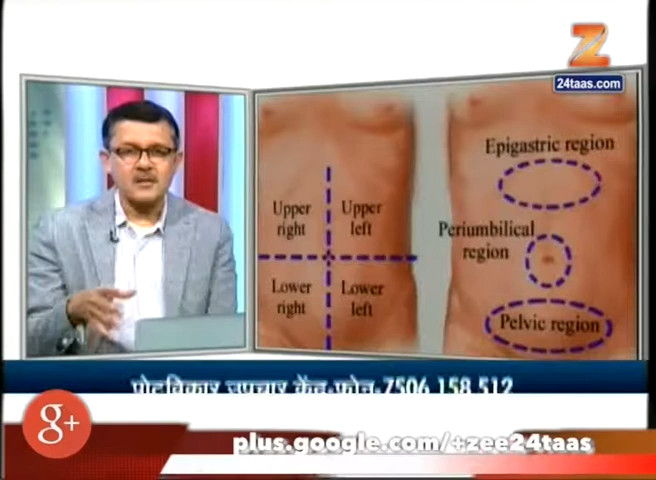 24taas.com
Epigastric region
Upper right
Upper left
Periumbilical region
Lower right
Lower left
Pelvic region
पोटविकार उपचार केंद्र-फोन-7506 158 512
g+
plus.google.com/+zee24taas